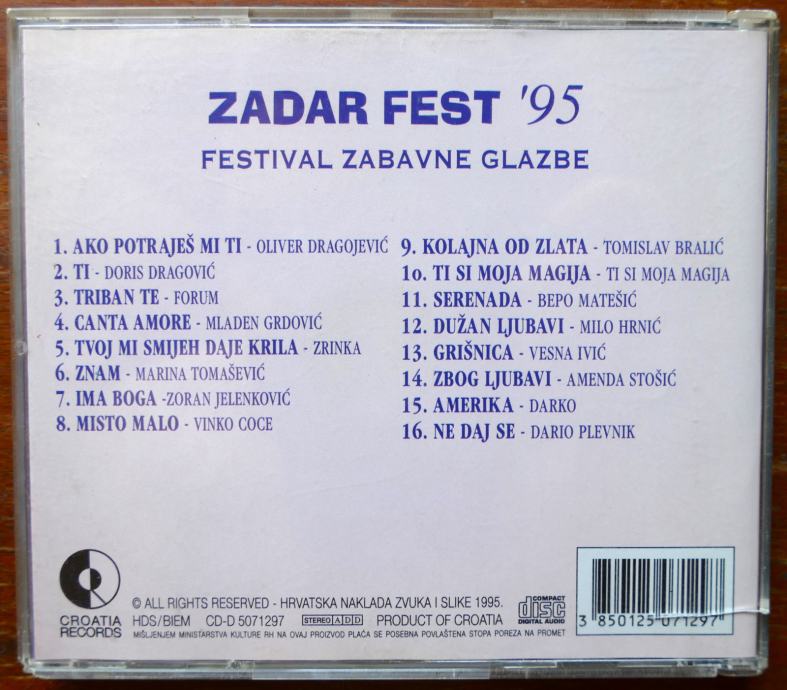 ZADAR FEST '95
FESTIVAL ZABAVNE GLAZBE
1. AKO POTRAJEŠ MI TI - OLIVER DRAGOJEVIĆ
2. TI - DORIS DRAGOVIĆ
3. TRIBAN TE - FORUM
4. CANTA AMORE - MLADEN GRDOVIĆ
5. TVOJ MI SMIJEH DAJE KRILA - ZRINKA
6. ZNAM - MARINA TOMAŠEVIĆ
7. IMA BOGA -ZORAN JELENKOVIĆ
8. MISTO MALO - VINKO COCE
9. KOLAJNA OD ZLATA - TOMISLAV BRALIĆ
1o. TI SI MOJA MAGIJA - TI SI MOJA MAGIJA
11. SERENADA - BEPO MATEŠIĆ
12. DUŽAN LJUBAVI - MILO HRNIĆ
13. GRIŠNICA - VESNA IVIĆ
14. ZBOG LJUBAVI - AMENDA STOŠIĆ
15. AMERIKA - DARKO
16. NE DAJ SE - DARIO PLEVNIK
CROATIA
RECORDS
© ALL RIGHTS RESERVED - HRVATSKA NAKLADA ZVUKA I SLIKE 1995.
HDS/BIEM CD-D 5071297 STEREO ADD PRODUCT OF CROATIA
MIŠLJENJEM MINISTARSTVA KULTURE RH NA OVAJ PROIZVOD PLAĆA SE POSEBNA POVLAŠTENA STOPA POREZA NA PROMET
COMPACT
disc
DIGITAL AUDIO
3 850125 071297